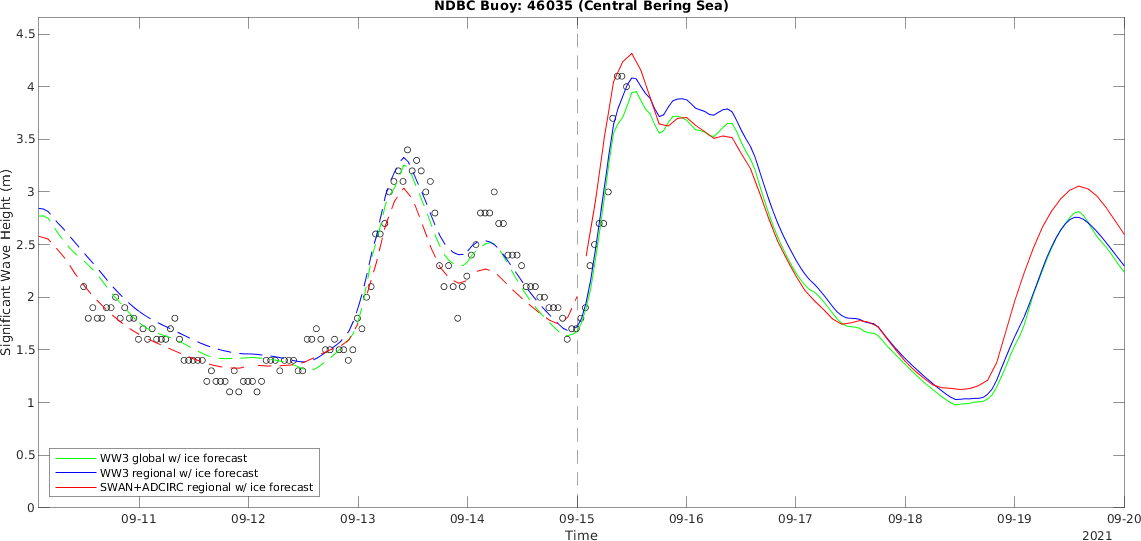 NDBC Buoy: 46035 (Central Bering Sea)
Significant Wave Height (m)
4.5
4
3.5
3
2.5
2
1.5
1
0.5
0
WW3 global w/ ice forecast
WW3 regional w/ ice forecast
SWAN+ADCIRC regional w/ ice forecast
09-11 09-12 09-13 09-14 09-15 09-16 09-17 09-18 09-19 09-20
Time
2021